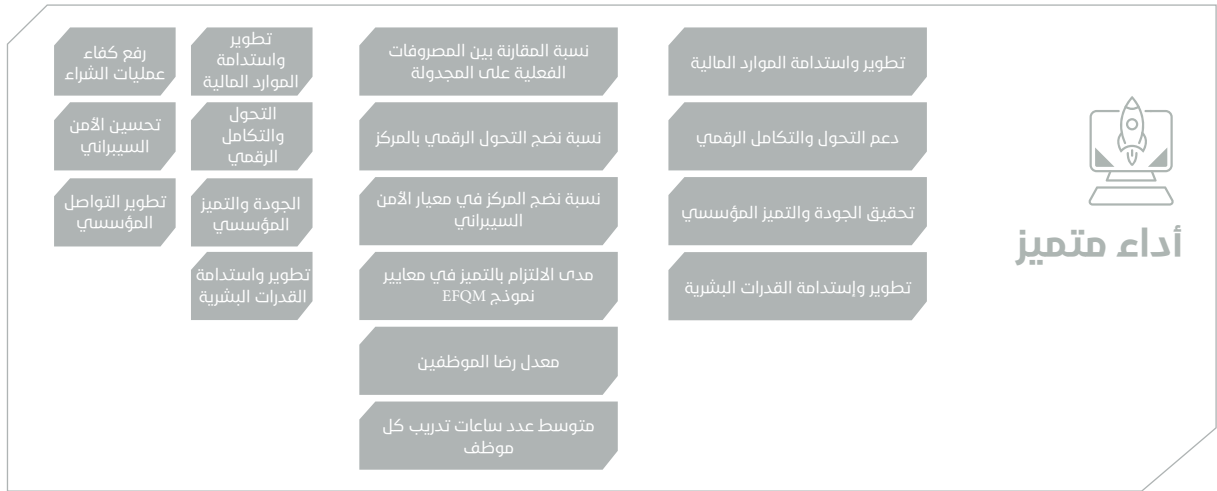 أداء متميز
تطوير واستدامة الموارد المالية
دعم التحول والتكامل الرقمي
تحقيق الجودة والتميز المؤسسي
تطوير وإستدامة القدرات البشرية
نسبة المقارنة بين المصروفات
الفعلية على المجدولة
نسبة نضج التحول الرقمي بالمركز
نسبة نضج المركز في معيار الأمن
السيبراني
مدى الالتزام بالتميز في معايير
نموذج EFQM
معدل رضا الموظفين
متوسط عدد ساعات تدريب كل
موظف
تطوير
واستدامة
الموارد المالية
التحول
والتكامل
الرقمي
الجودة والتميز
المؤسسي
تطوير واستدامة
القدرات البشرية
رفع كفاء
عمليات الشراء
تحسين الأمن
السيبراني
تطوير التواصل
المؤسسي